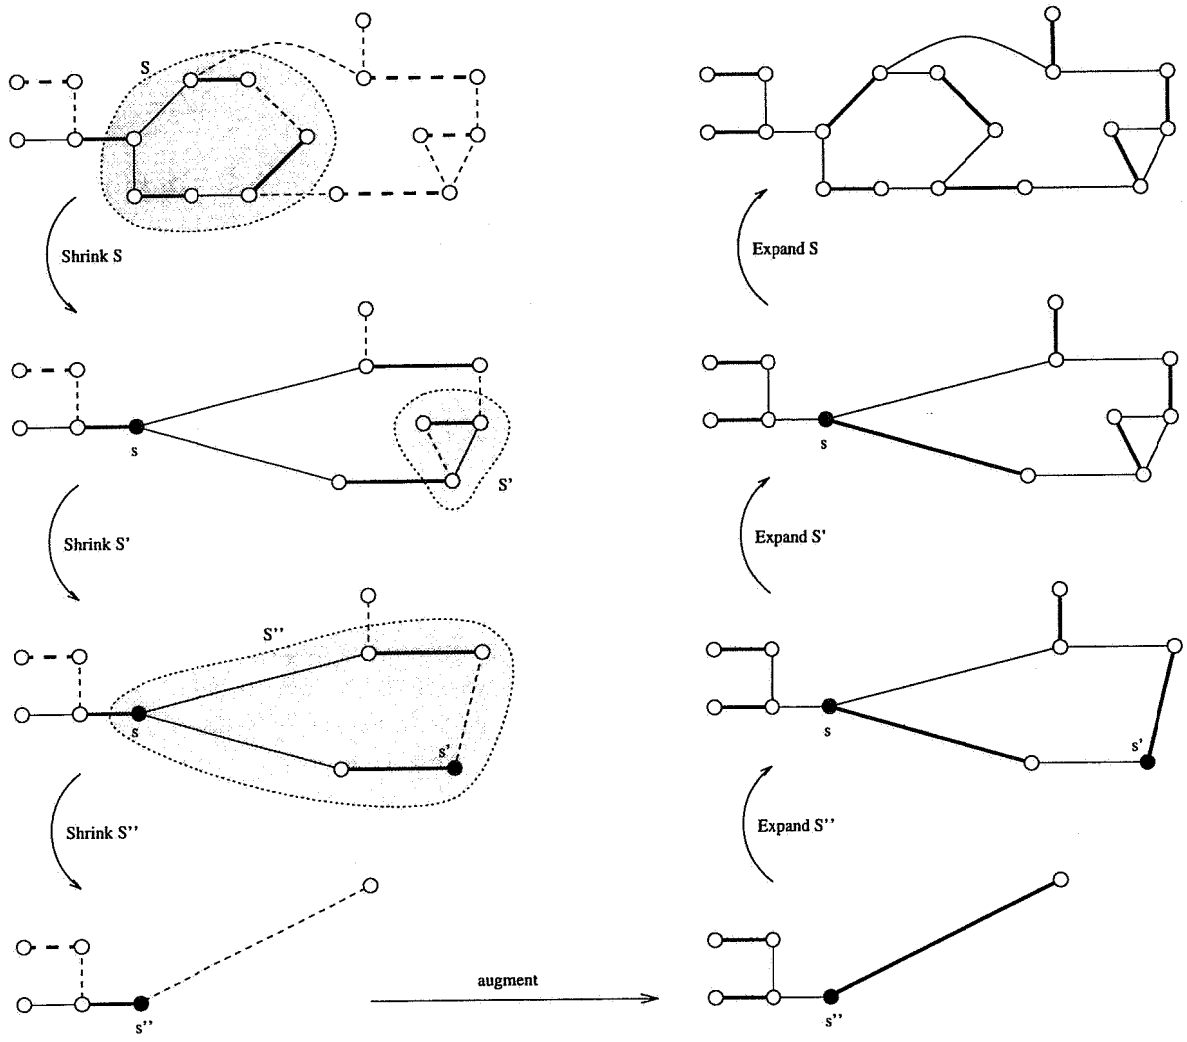 S
Shrink S
Expand S
s
S'
s
Shrink S'
Expand S'
S''
s
s'
s
s'
Shrink S''
Expand S''
augment
s''
s''